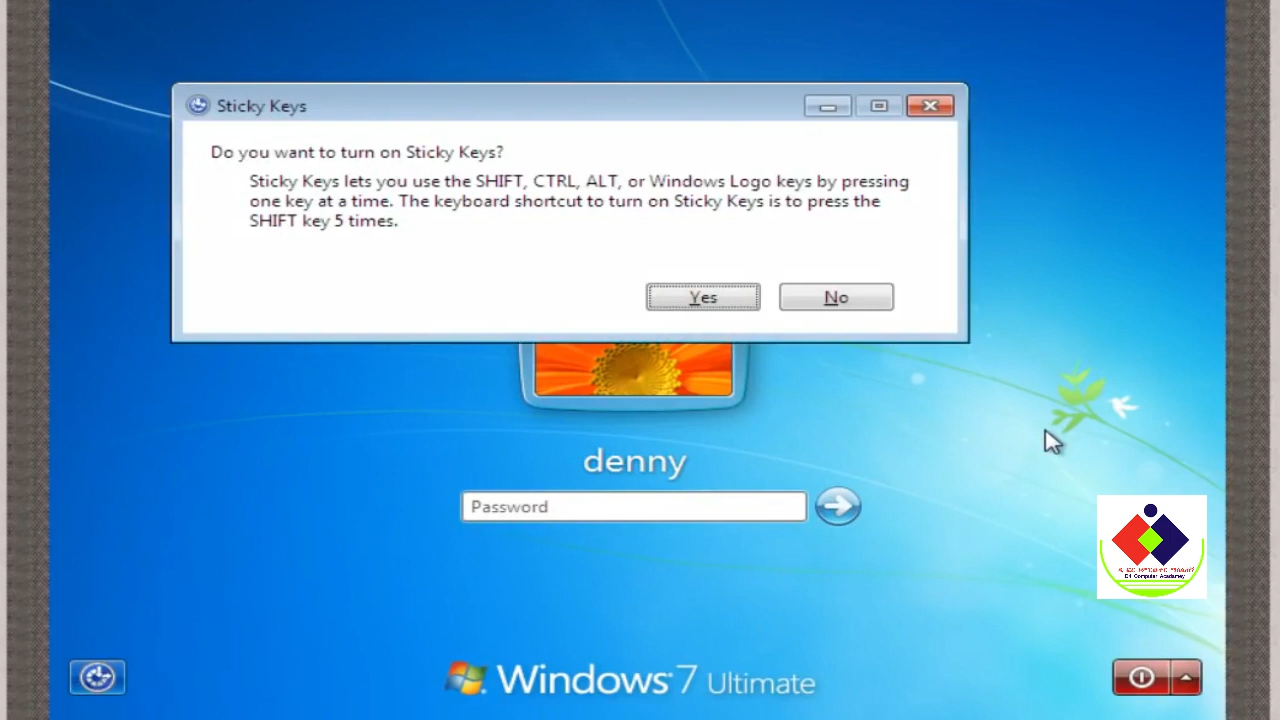 Sticky Keys
Do you want to turn on Sticky Keys?
Sticky Keys lets you use the SHIFT, CTRL, ALT, or Windows Logo keys by pressing
one key at a time. The keyboard shortcut to turn on Sticky Keys is to press the
SHIFT key 5 times.
Yes
No
denny
Password
Computer Academey
Windows 7 Ultimate